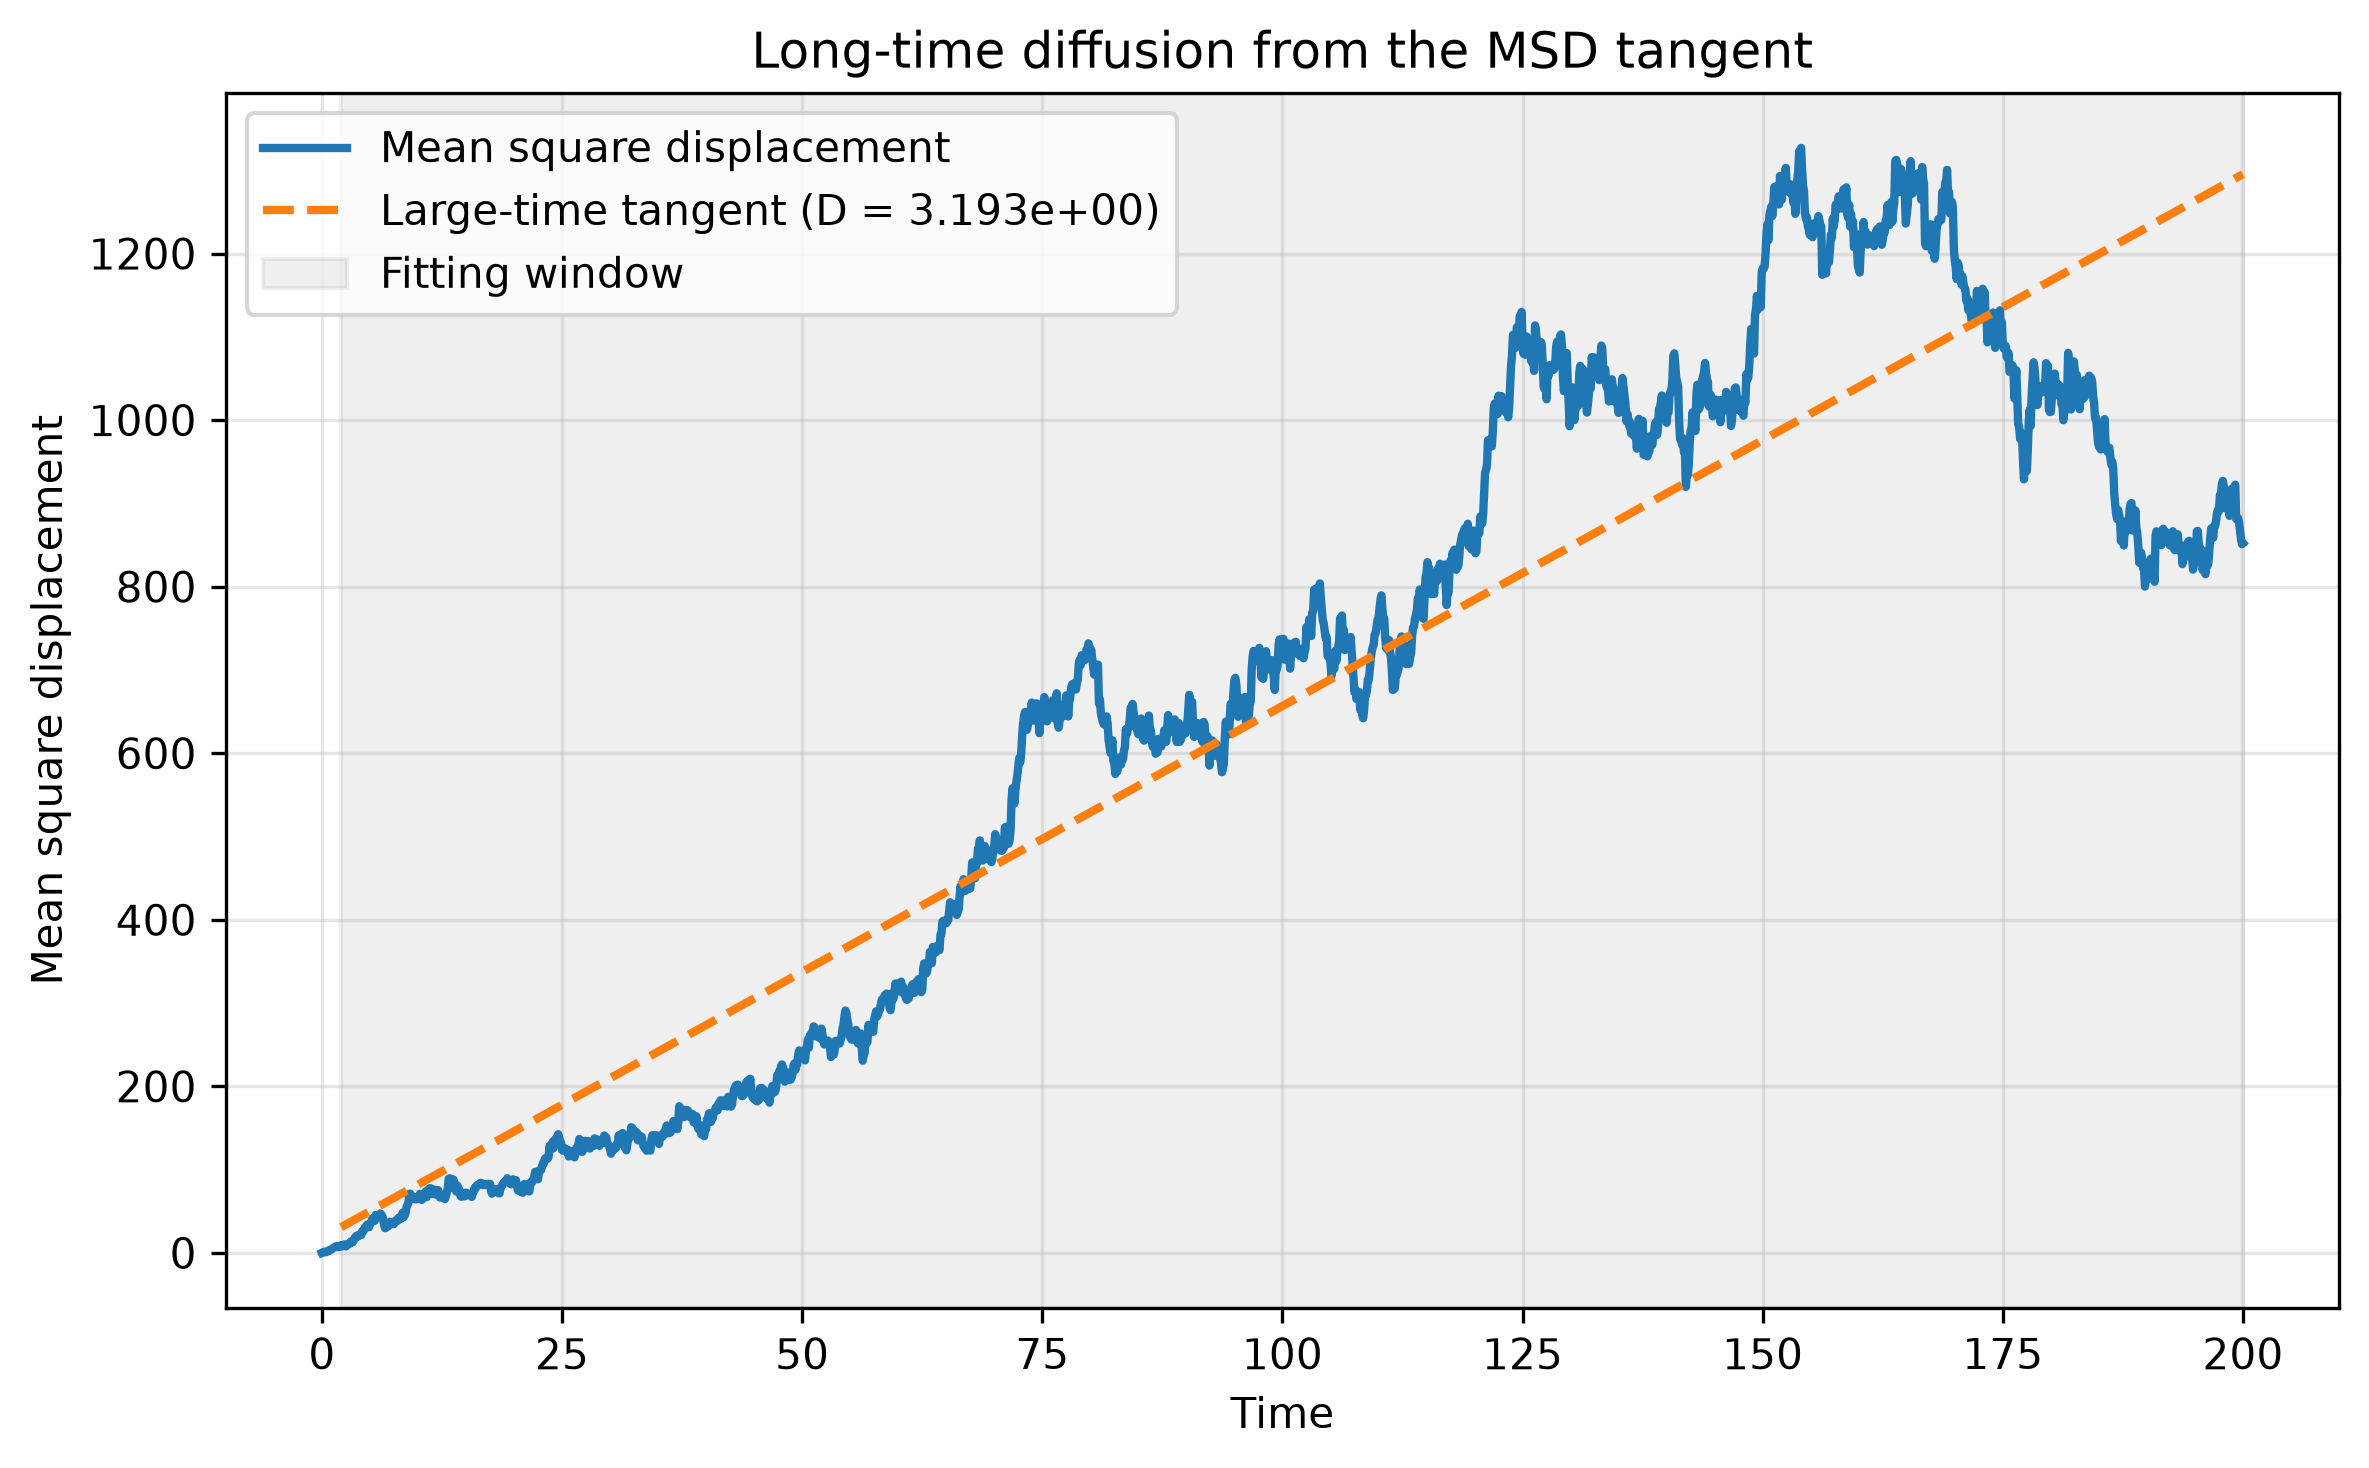 Long-time diffusion from the MSD tangent
Mean square displacement
Large-time tangent (D = 3.193e+00)
Fitting window
Mean square displacement
1200
1000
800
600
400
200
0
0 25 50 75 100 125 150 175 200
Time